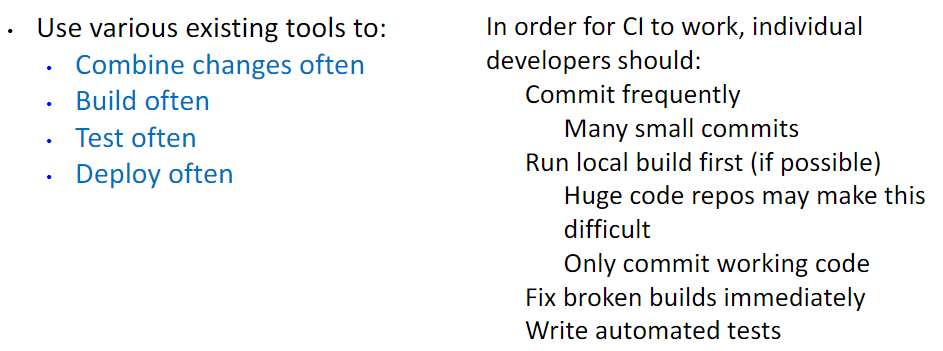 • Use various existing tools to:
• Combine changes often
• Build often
• Test often
• Deploy often
In order for CI to work, individual
developers should:
Commit frequently
Many small commits
Run local build first (if possible)
Huge code repos may make this
difficult
Only commit working code
Fix broken builds immediately
Write automated tests